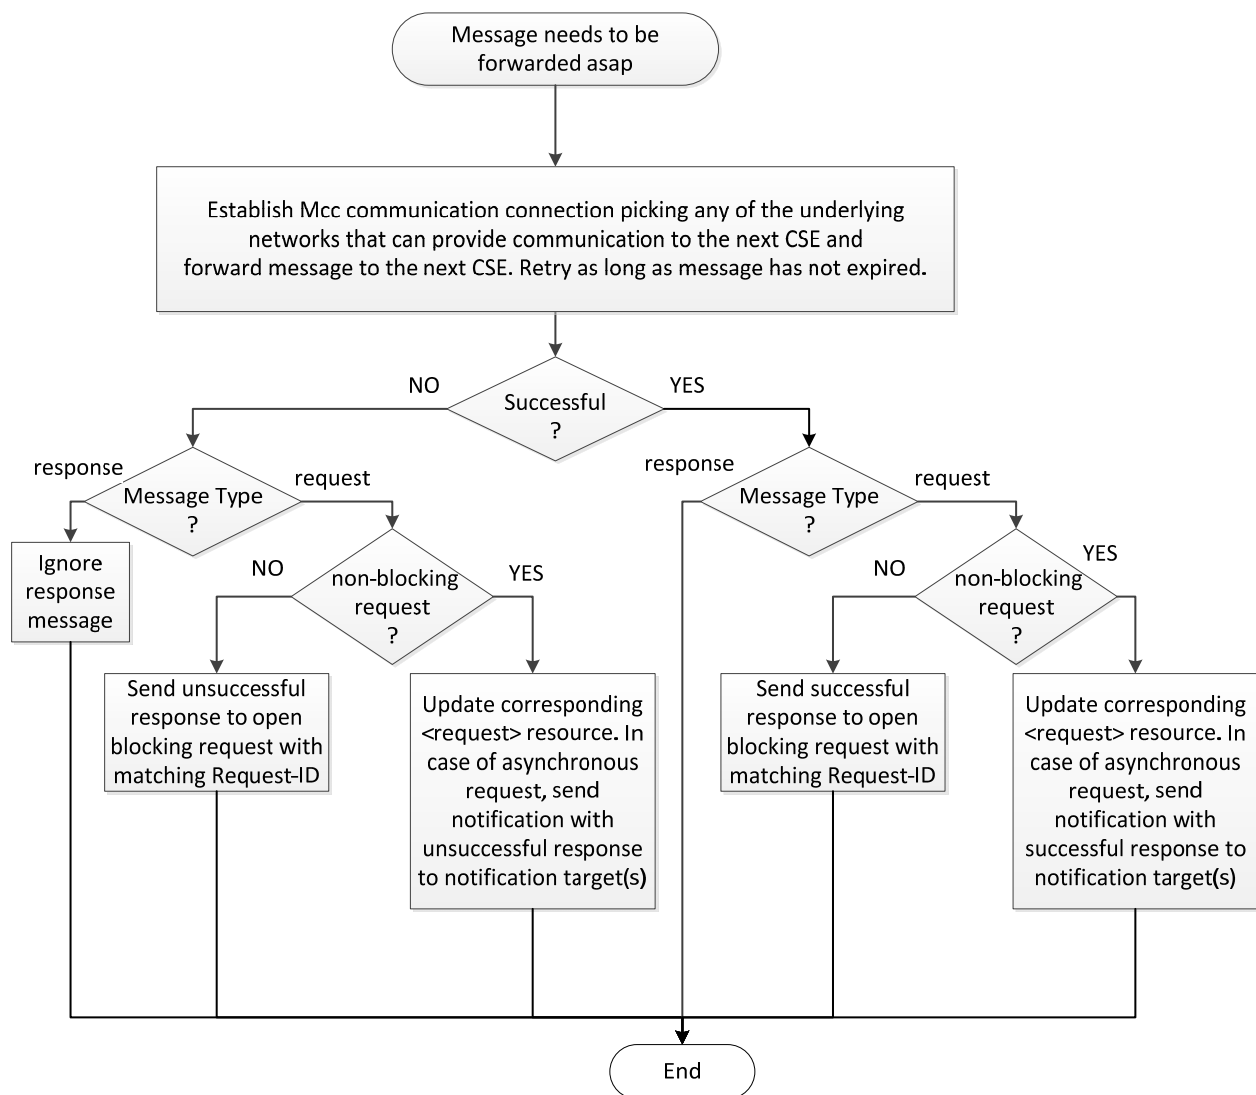 Message needs to be
forwarded asap
Establish Mcc communication connection picking any of the underlying
networks that can provide communication to the next CSE and
forward message to the next CSE. Retry as long as message has not expired.
NO
YES
Successful
?
response
Message Type
?
request
response
Message Type
?
request
Ignore
response
message
NO
non-blocking
request
?
YES
NO
non-blocking
request
?
YES
Send unsuccessful
response to open
blocking request with
matching Request-ID
Update corresponding
<request> resource. In
case of asynchronous
request, send
notification with
unsuccessful response
to notification target(s)
Send successful
response to open
blocking request with
matching Request-ID
Update corresponding
<request> resource. In
case of asynchronous
request, send
notification with
successful response to
notification target(s)
End